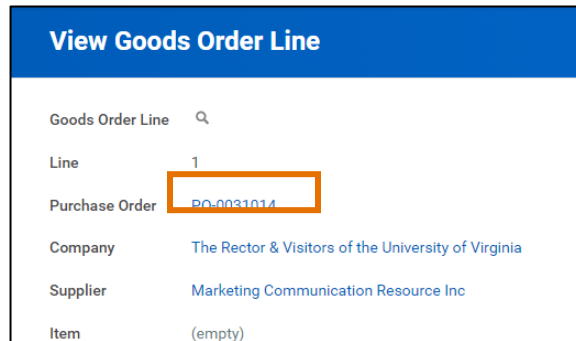 View Goods Order Line
Goods Order Line
Line 1
Purchase Order PO-0031014
Company The Rector & Visitors of the University of Virginia
Supplier Marketing Communication Resource Inc
Item (empty)